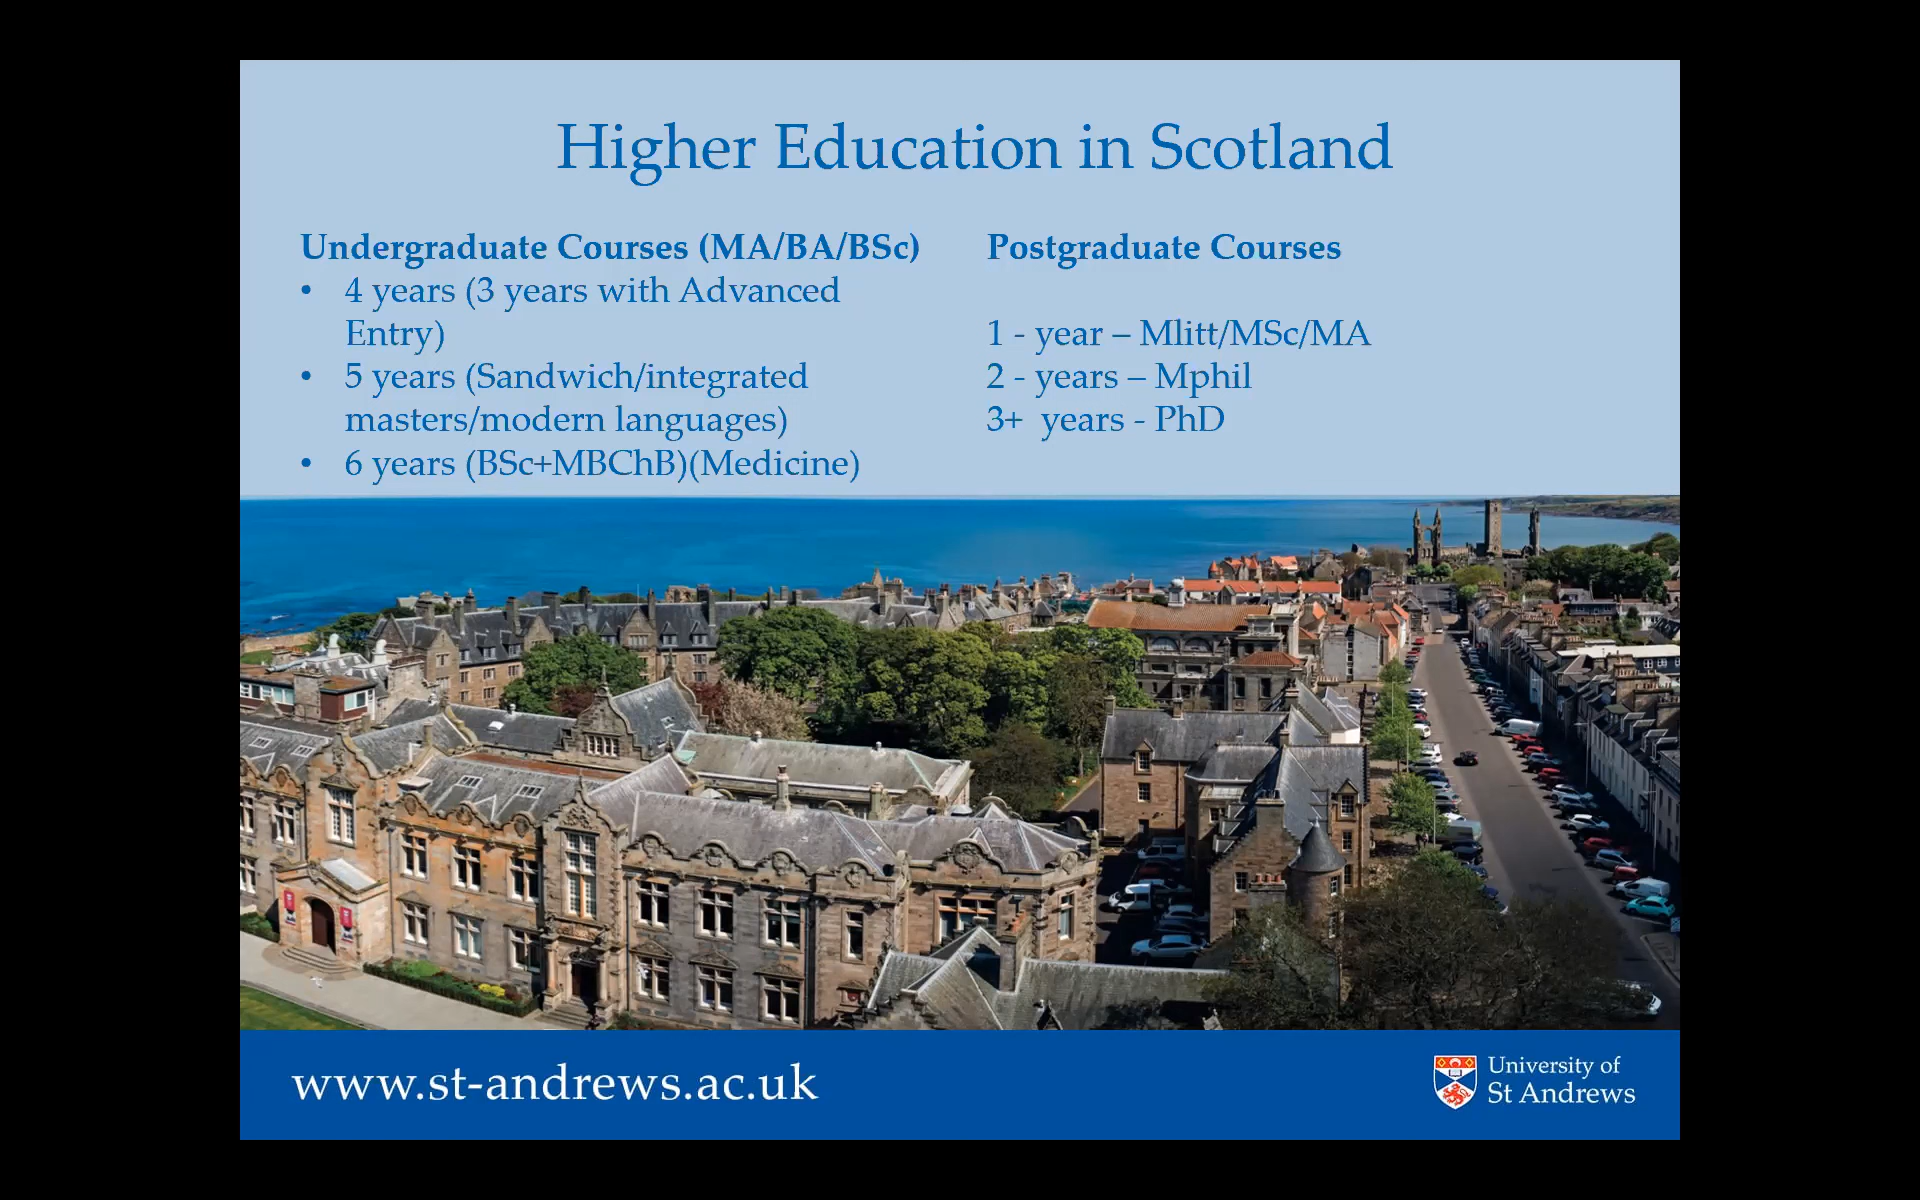 Higher Education in Scotland
Undergraduate Courses (MA/BA/BSc)
• 4 years (3 years with Advanced
Entry)
• 5 years (Sandwich/integrated
masters/modern languages)
• 6 years (BSc+MBChB)(Medicine)
Postgraduate Courses
1 - year – Mlitt/MSc/MA
2 - years – Mphil
3+  years - PhD
www.st-andrews.ac.uk
University of
St Andrews